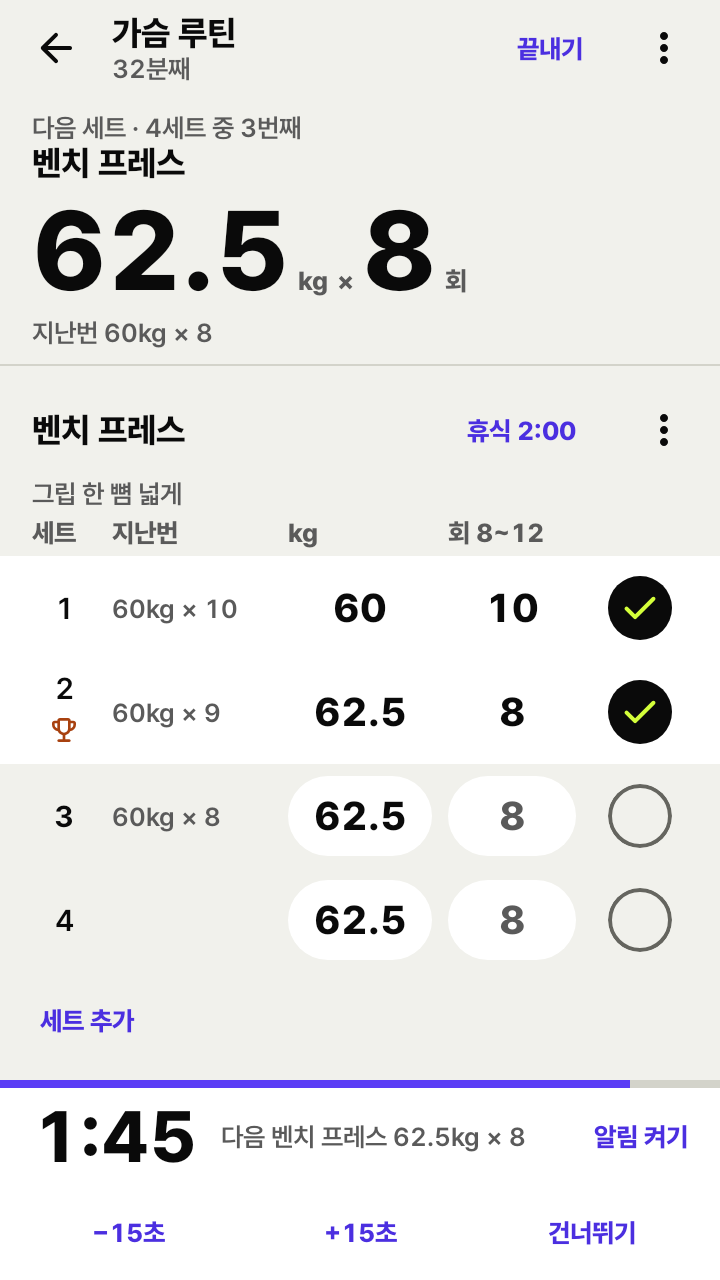 가슴 루틴
32분째
끝내기
다음 세트 · 4세트 중 3번째
벤치 프레스
62.5 kg × 8 회
지난번 60kg × 8
벤치 프레스
휴식 2:00
그립 한 뼘 넓게
세트 지난번 kg 회 8~12
1 60kg × 10 60 10
2 60kg × 9 62.5 8
3 60kg × 8 62.5 8
4 62.5 8
세트 추가
1:45 다음 벤치 프레스 62.5kg × 8 알림 켜기
−15초 +15초 건너뛰기